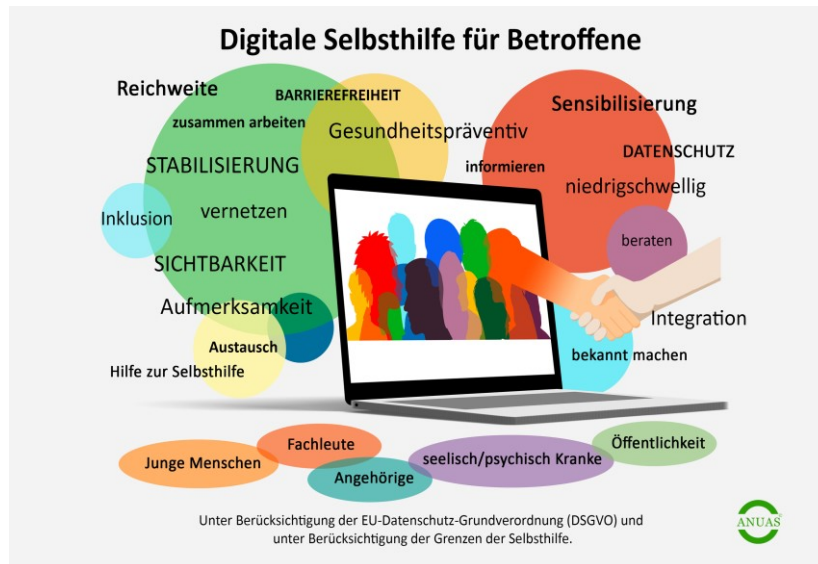 Digitale Selbsthilfe für Betroffene
Reichweite
BARRIEREFREIHEIT
zusammen arbeiten
Gesundheitspräventiv
STABILISIERUNG
Inklusion
vernetzen
SICHTBARKEIT
Aufmerksamkeit
Austausch
Hilfe zur Selbsthilfe
Sensibilisierung
DATENSCHUTZ
informieren
niedrigschwellig
beraten
Integration
bekannt machen
Junge Menschen
Fachleute
Angehörige
seelisch/psychisch Kranke
Öffentlichkeit
Unter Berücksichtigung der EU-Datenschutz-Grundverordnung (DSGVO) und
unter Berücksichtigung der Grenzen der Selbsthilfe.
ANUAS